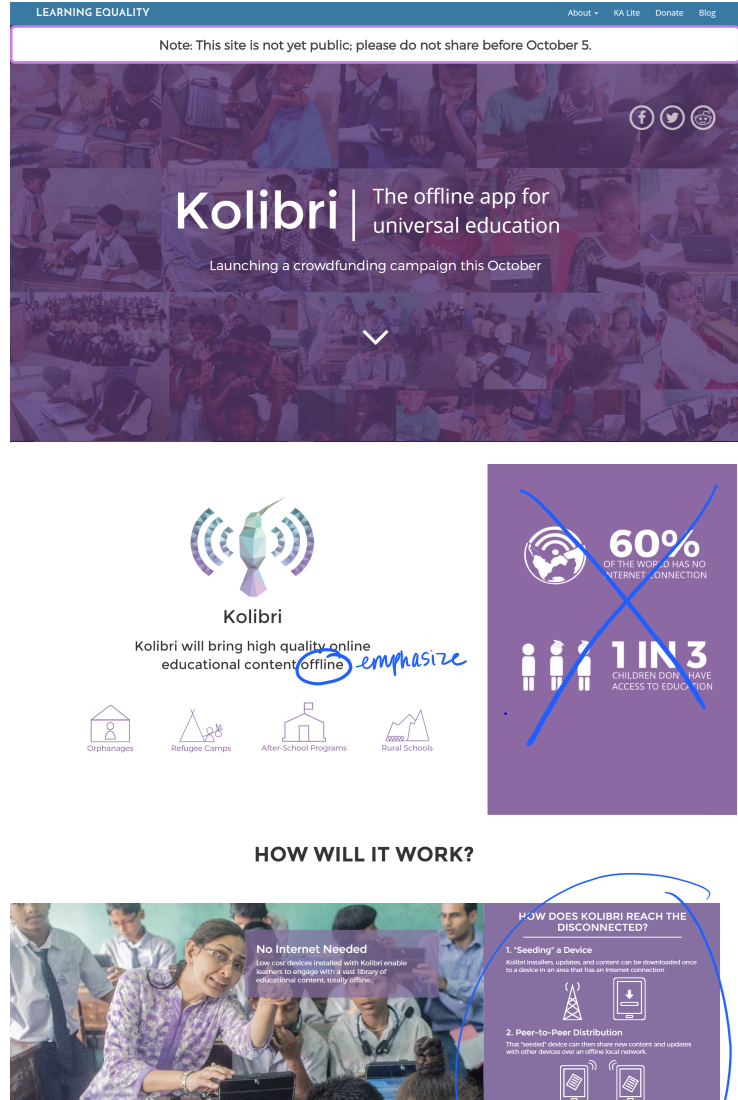 LEARNING EQUALITY
About KA Lite Donate Blog
Note: This site is not yet public; please do not share before October 5.
Kolibri
The offline app for
universal education
Launching a crowdfunding campaign this October
Kolibri
Kolibri will bring high quality online
educational content offline
emphasize
Orphanages
Refugee Camps
After-School Programs
Rural Schools
60%
OF THE WORLD HAS NO
INTERNET CONNECTION
1 IN 3
CHILDREN DON'T HAVE
ACCESS TO EDUCATION
HOW WILL IT WORK?
No Internet Needed
Low cost devices installed with Kolibri enable
learners to engage with a vast library of
educational content, totally offline.
HOW DOES KOLIBRI REACH THE
DISCONNECTED?
1. "Seeding" a Device
Kolibri installers, updates, and content can be downloaded once
to a device in an area that has an Internet connection
2. Peer-to-Peer Distribution
That "seeded" device can then share new content and updates
with other devices over an offline local network.